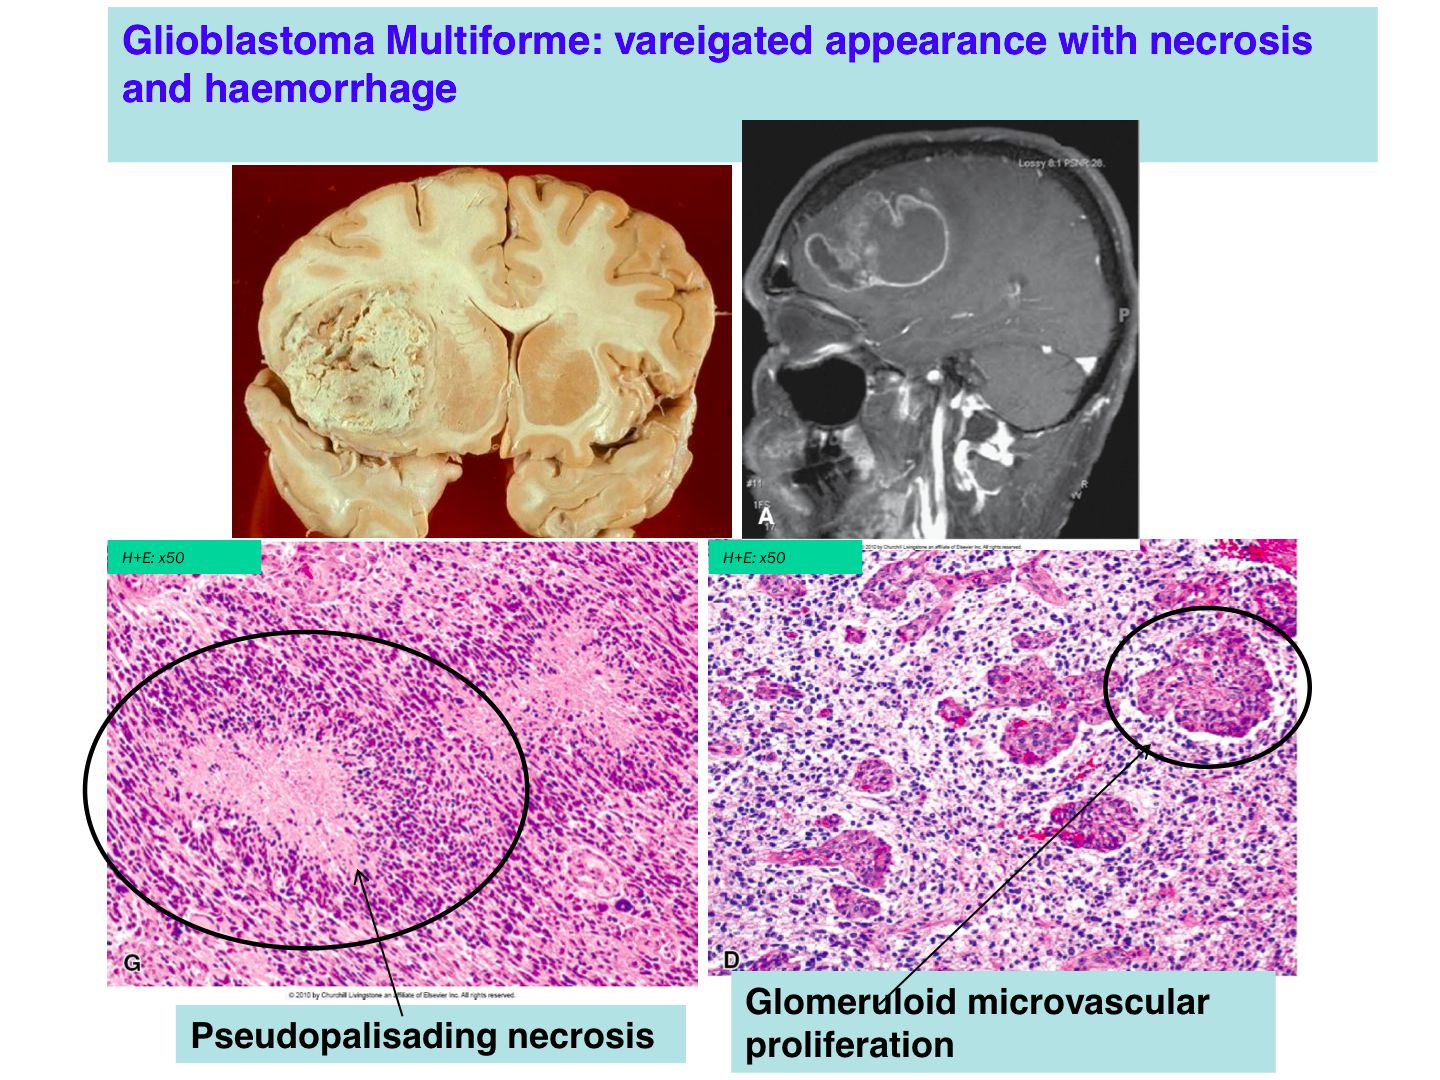 Glioblastoma Multiforme: vareigated appearance with necrosis
and haemorrhage
Lossy 8:1 PSNR:28.
P
#11
R
A
H+E: x50
H+E: x50
2010 by Churchill Livingstone an affiliate of Elsevier Inc. All rights reserved.
G
D
© 2010 by Churchill Livingstone an affiliate of Elsevier Inc. All rights reserved.
Pseudopalisading necrosis
Glomeruloid microvascular
proliferation